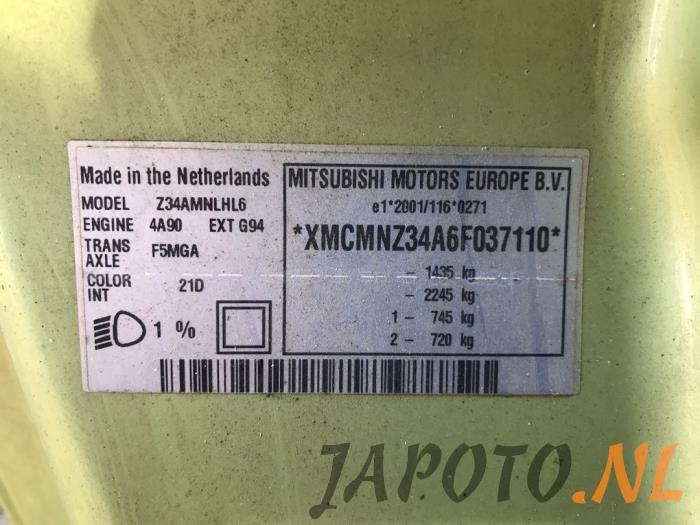 Made in the Netherlands
MODEL Z34AMNLHL6
ENGINE 4A90 EXT G94
TRANS
AXLE F5MGA
COLOR
INT 21D
1 %
MITSUBISHI MOTORS EUROPE B.V.
e1*2001/116*0271
*XMCMNZ34A6F037110*
- 1435 kg
- 2245 kg
1 - 745 kg
2 - 720 kg
JAPOTO.NL